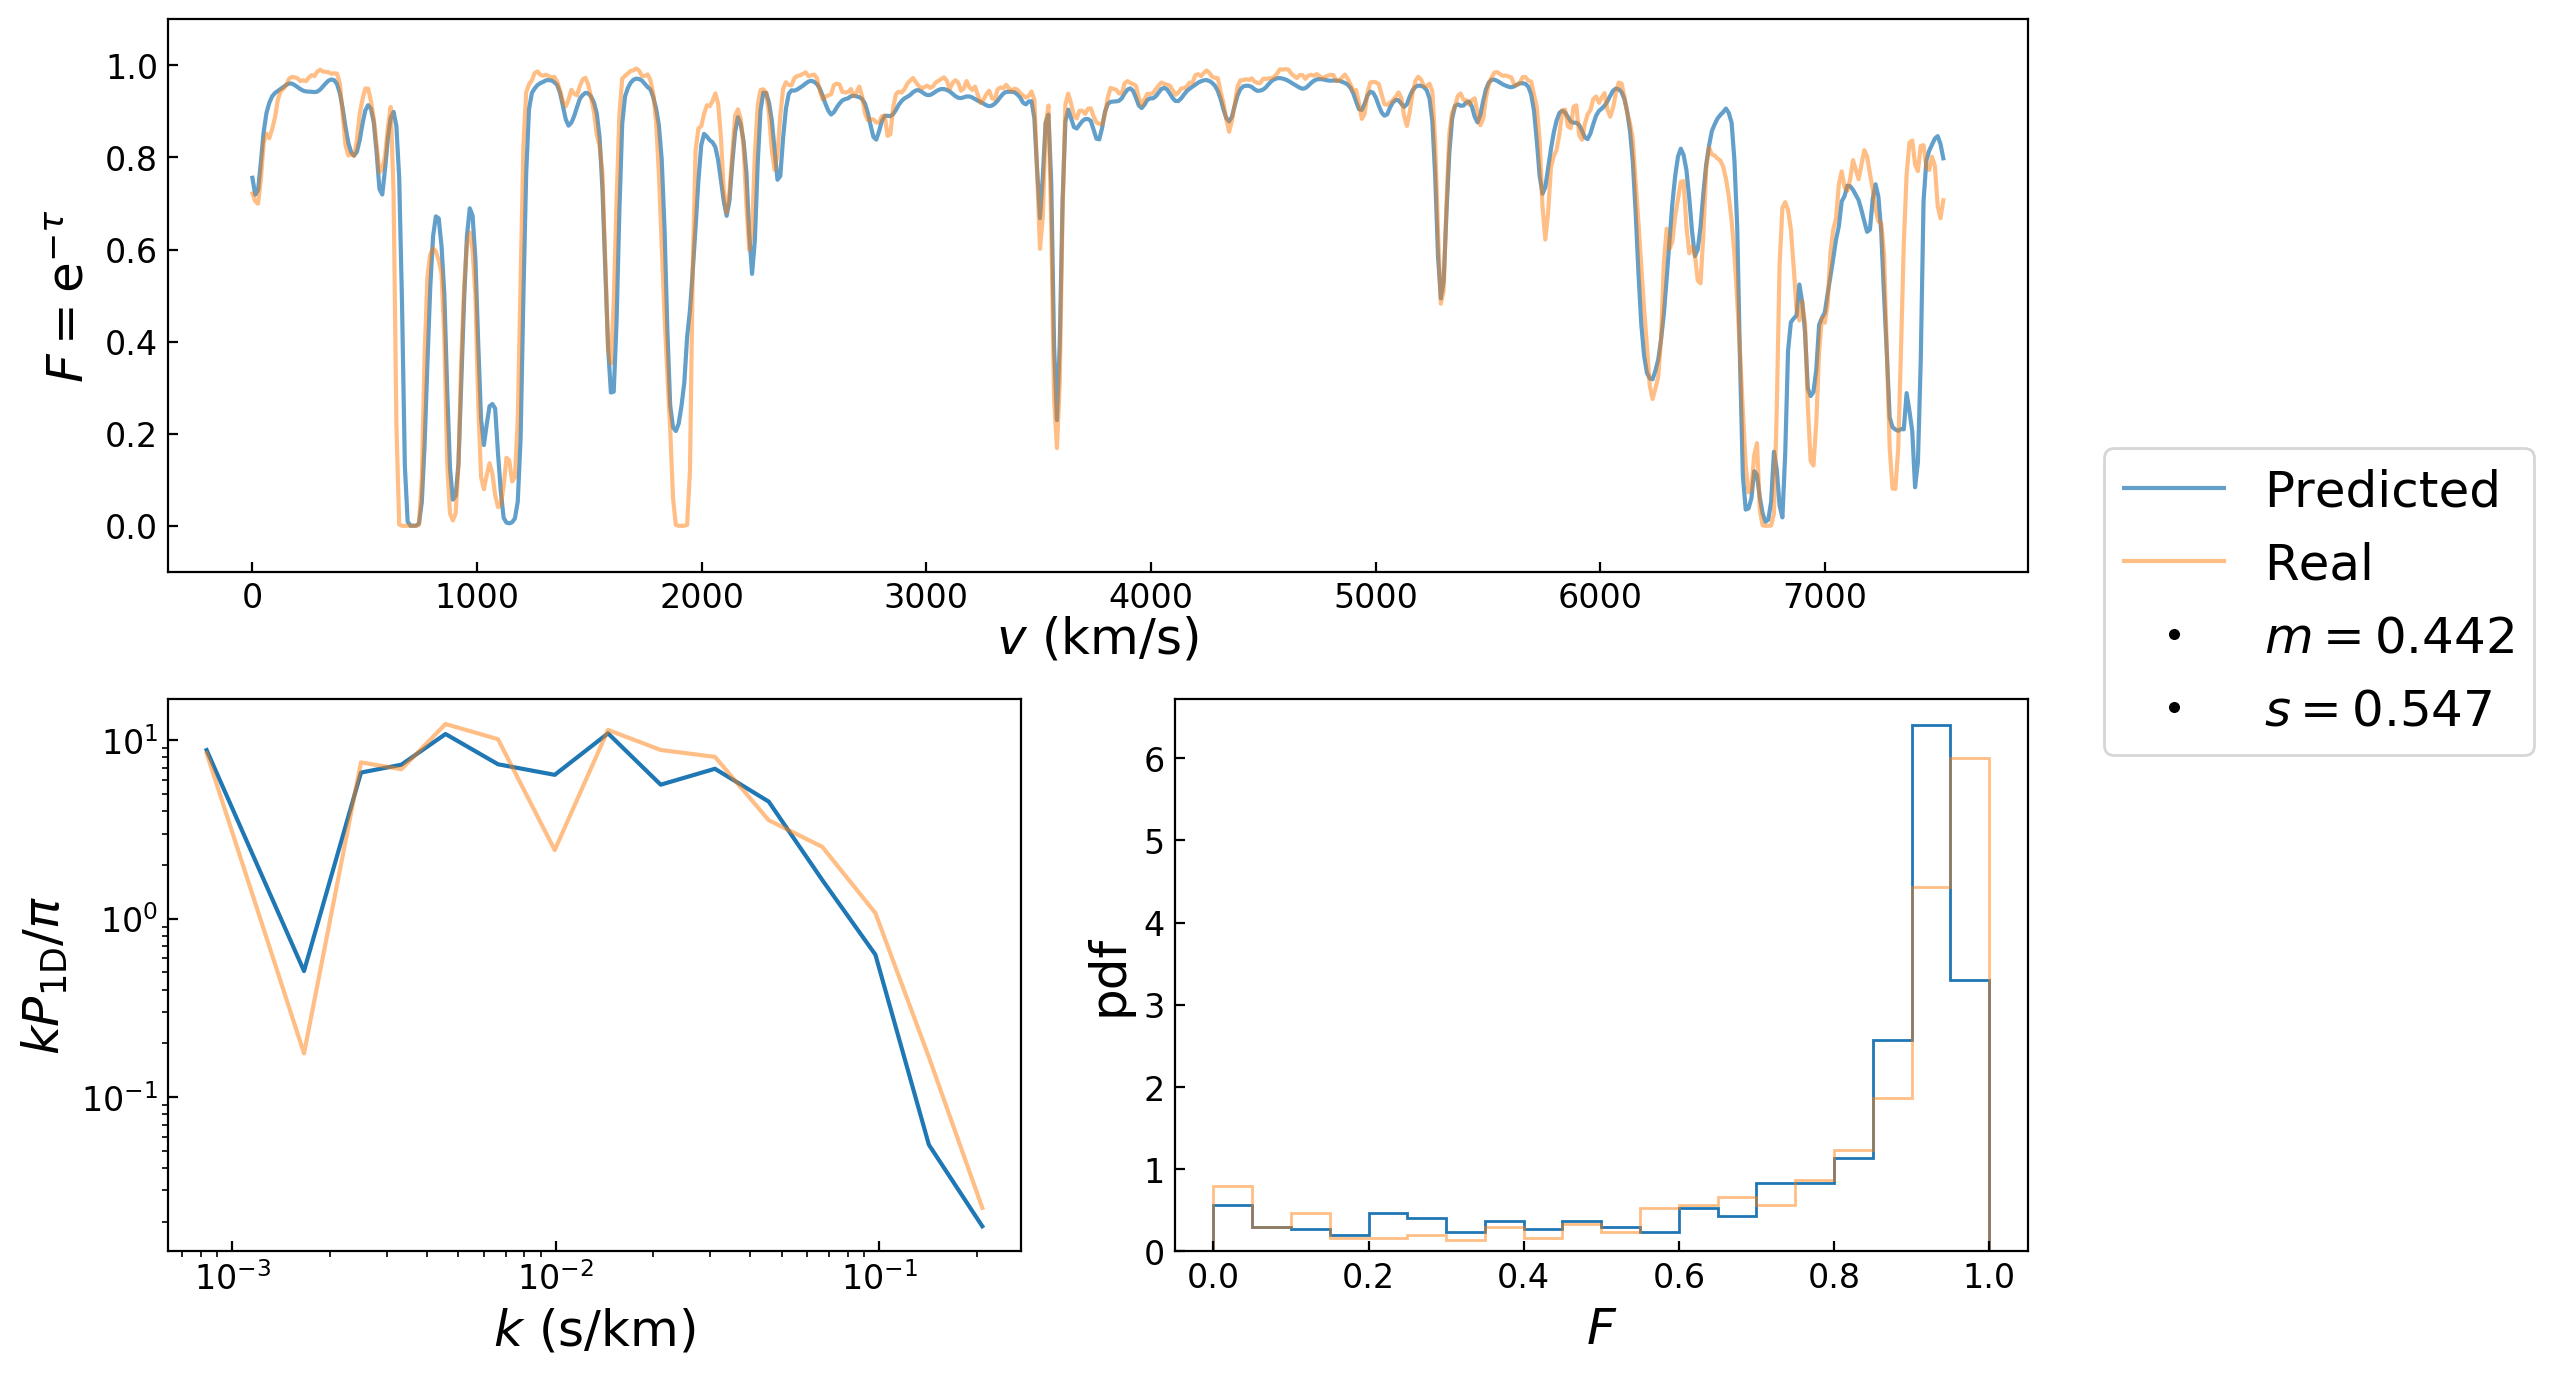 F = e^{-τ}
1.0
0.8
0.6
0.4
0.2
0.0
0 1000 2000 3000 4000 5000 6000 7000
v (km/s)
Predicted
Real
m = 0.442
s = 0.547
kP_{1D}/π
10^1
10^0
10^{-1}
10^{-3} 10^{-2} 10^{-1}
k (s/km)
pdf
6
5
4
3
2
1
0
0.0 0.2 0.4 0.6 0.8 1.0
F